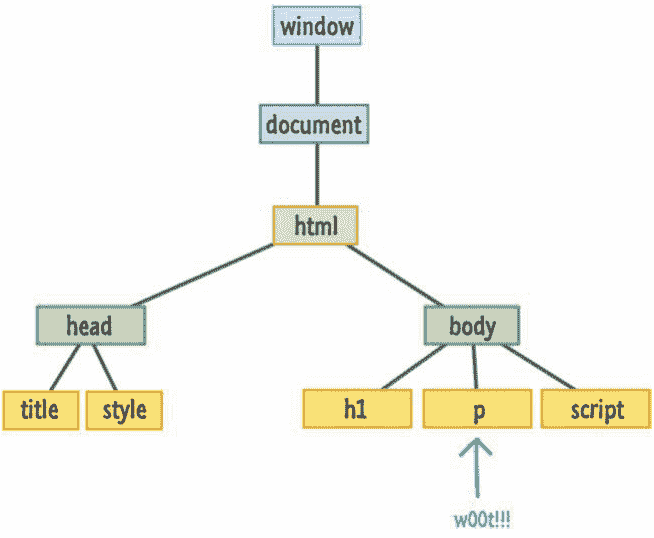 window
document
html
head
body
title
style
h1
p
script
w00t!!!